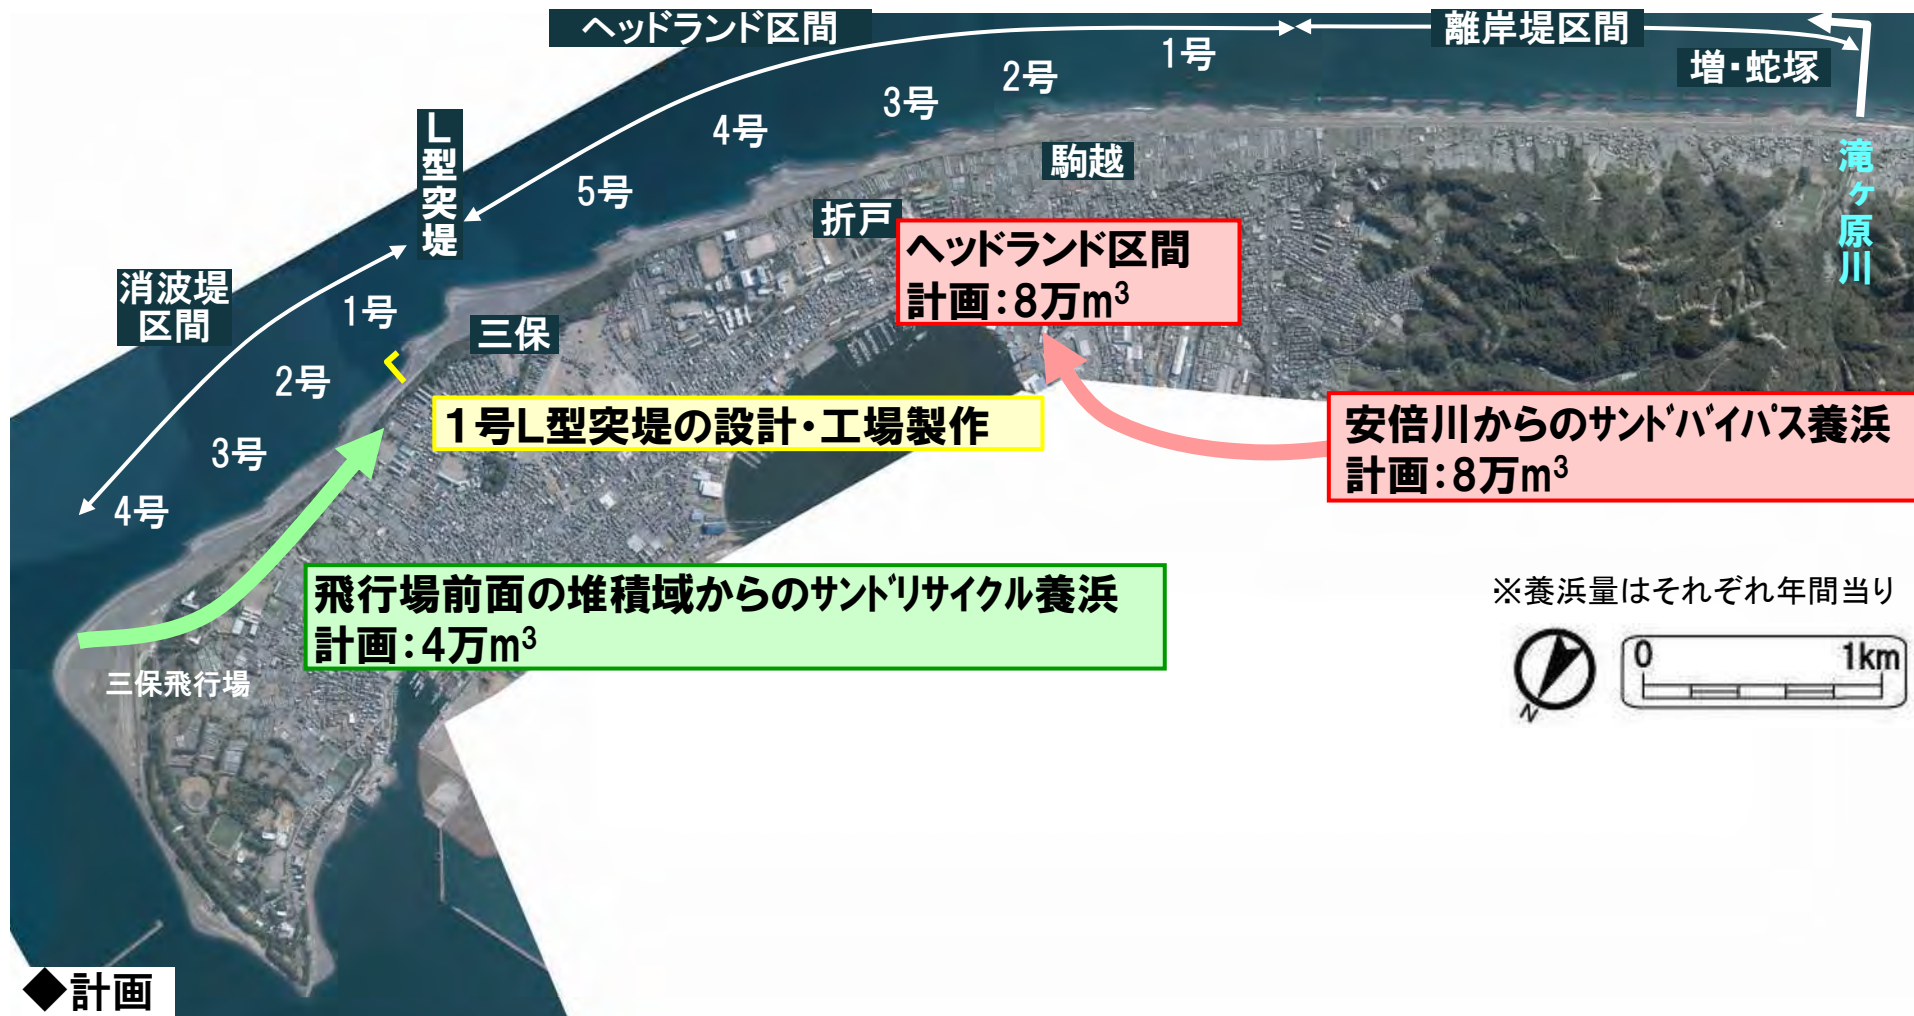 ヘッドランド区間
離岸堤区間
増・蛇塚
1号
2号
3号
4号
5号
L型突堤
駒越
折戸
滝ヶ原川
ヘッドランド区間
計画：8万m³
消波堤
区間
1号
2号
3号
4号
三保
1号L型突堤の設計・工場製作
安倍川からのサンドバイパス養浜
計画：8万m³
飛行場前面の堆積域からのサンドリサイクル養浜
計画：4万m³
※養浜量はそれぞれ年間当り
三保飛行場
N
0 1km
◆計画